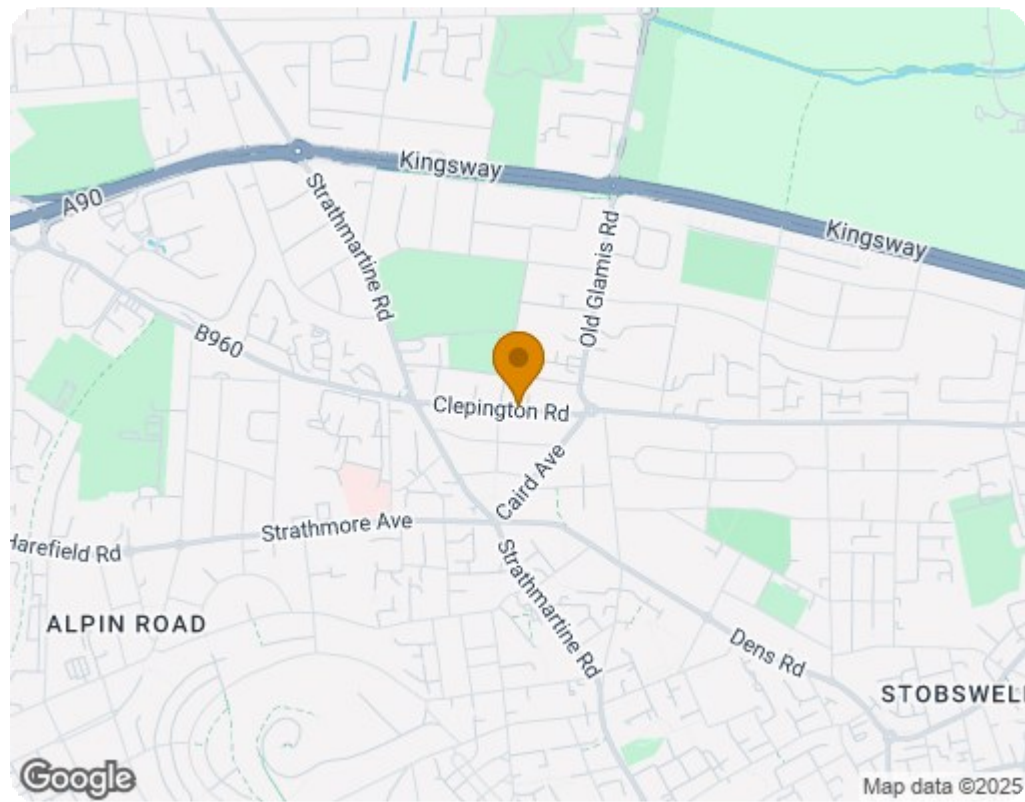 Kingsway
A90
Strathmartine Rd
Kingsway
Old Glamis Rd
B960
Clepington Rd
Caird Ave
Strathmore Ave
Harefield Rd
Strathmartine Rd
ALPIN ROAD
Dens Rd
STOBSWELL
Google
Map data ©2025